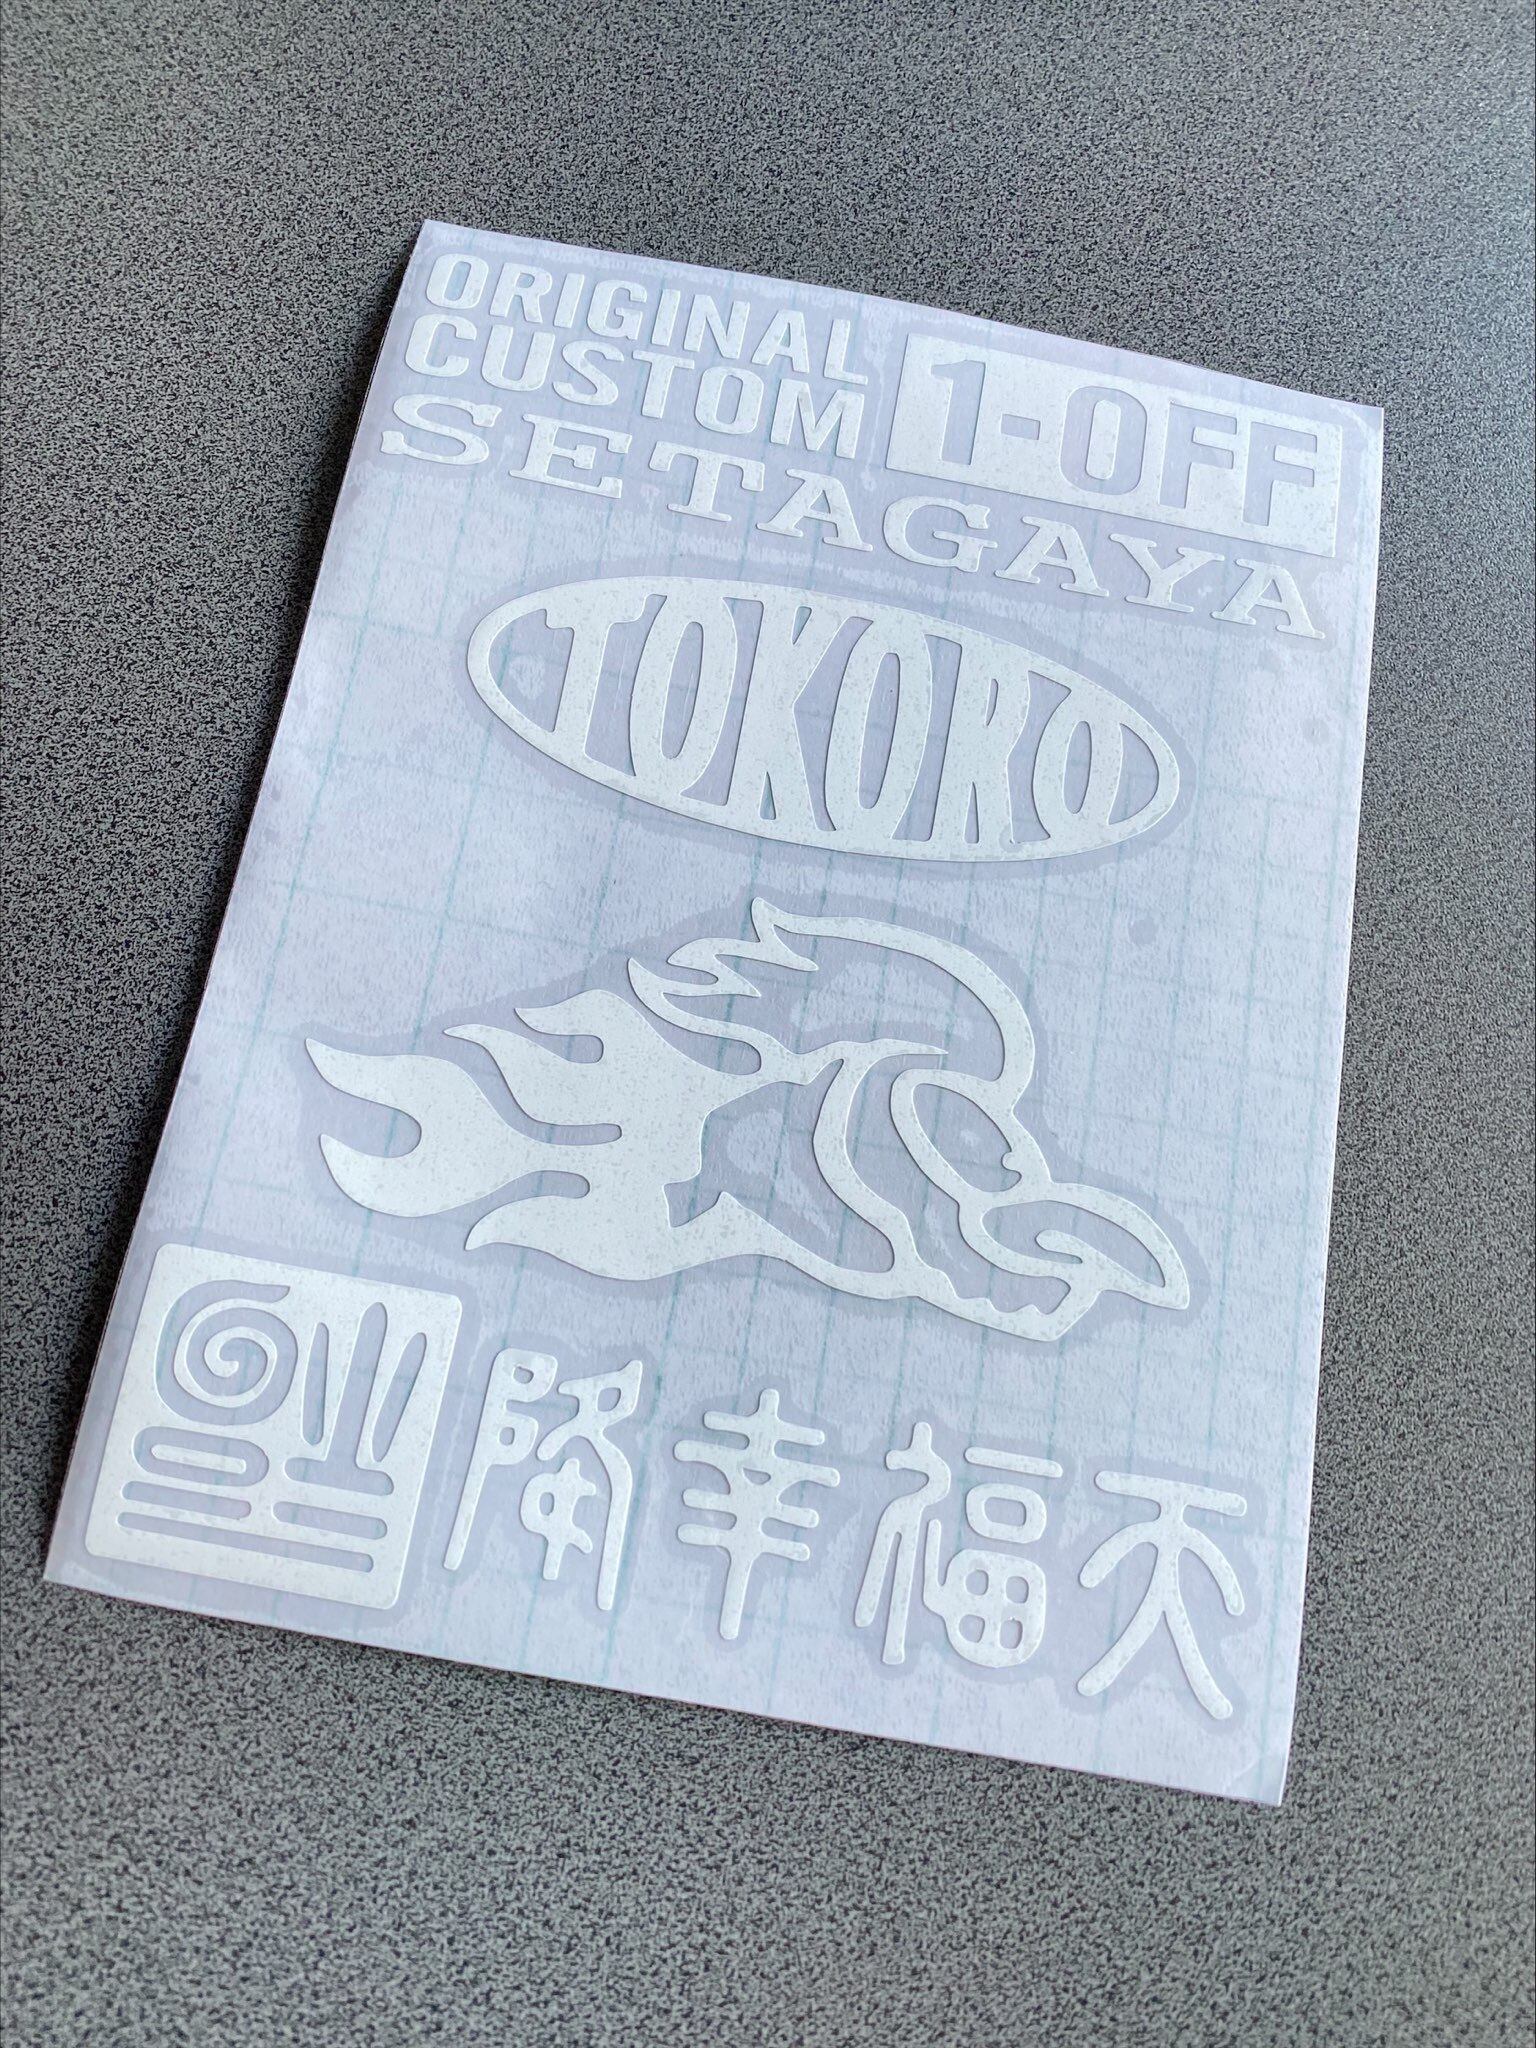 ORIGINAL
CUSTOM
1-OFF
SETAGAYA
TOKORO
降幸福天